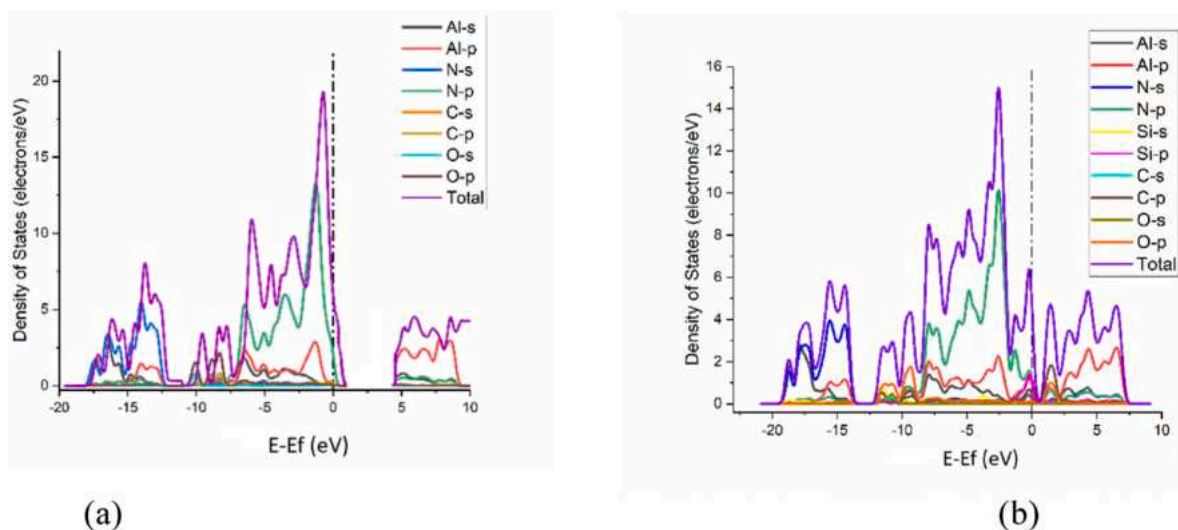 Al-s
Al-p
N-s
N-p
C-s
C-p
O-s
O-p
Total
20
15
10
5
0
Density of States (electrons/eV)
-20
-15
-10
-5
0
5
10
E-Ef (eV)
(a)
Al-s
Al-p
N-s
N-p
Si-s
Si-p
C-s
C-p
O-s
O-p
Total
16
14
12
10
8
6
4
2
0
Density of States (electrons/eV)
-20
-15
-10
-5
0
5
10
E-Ef (eV)
(b)